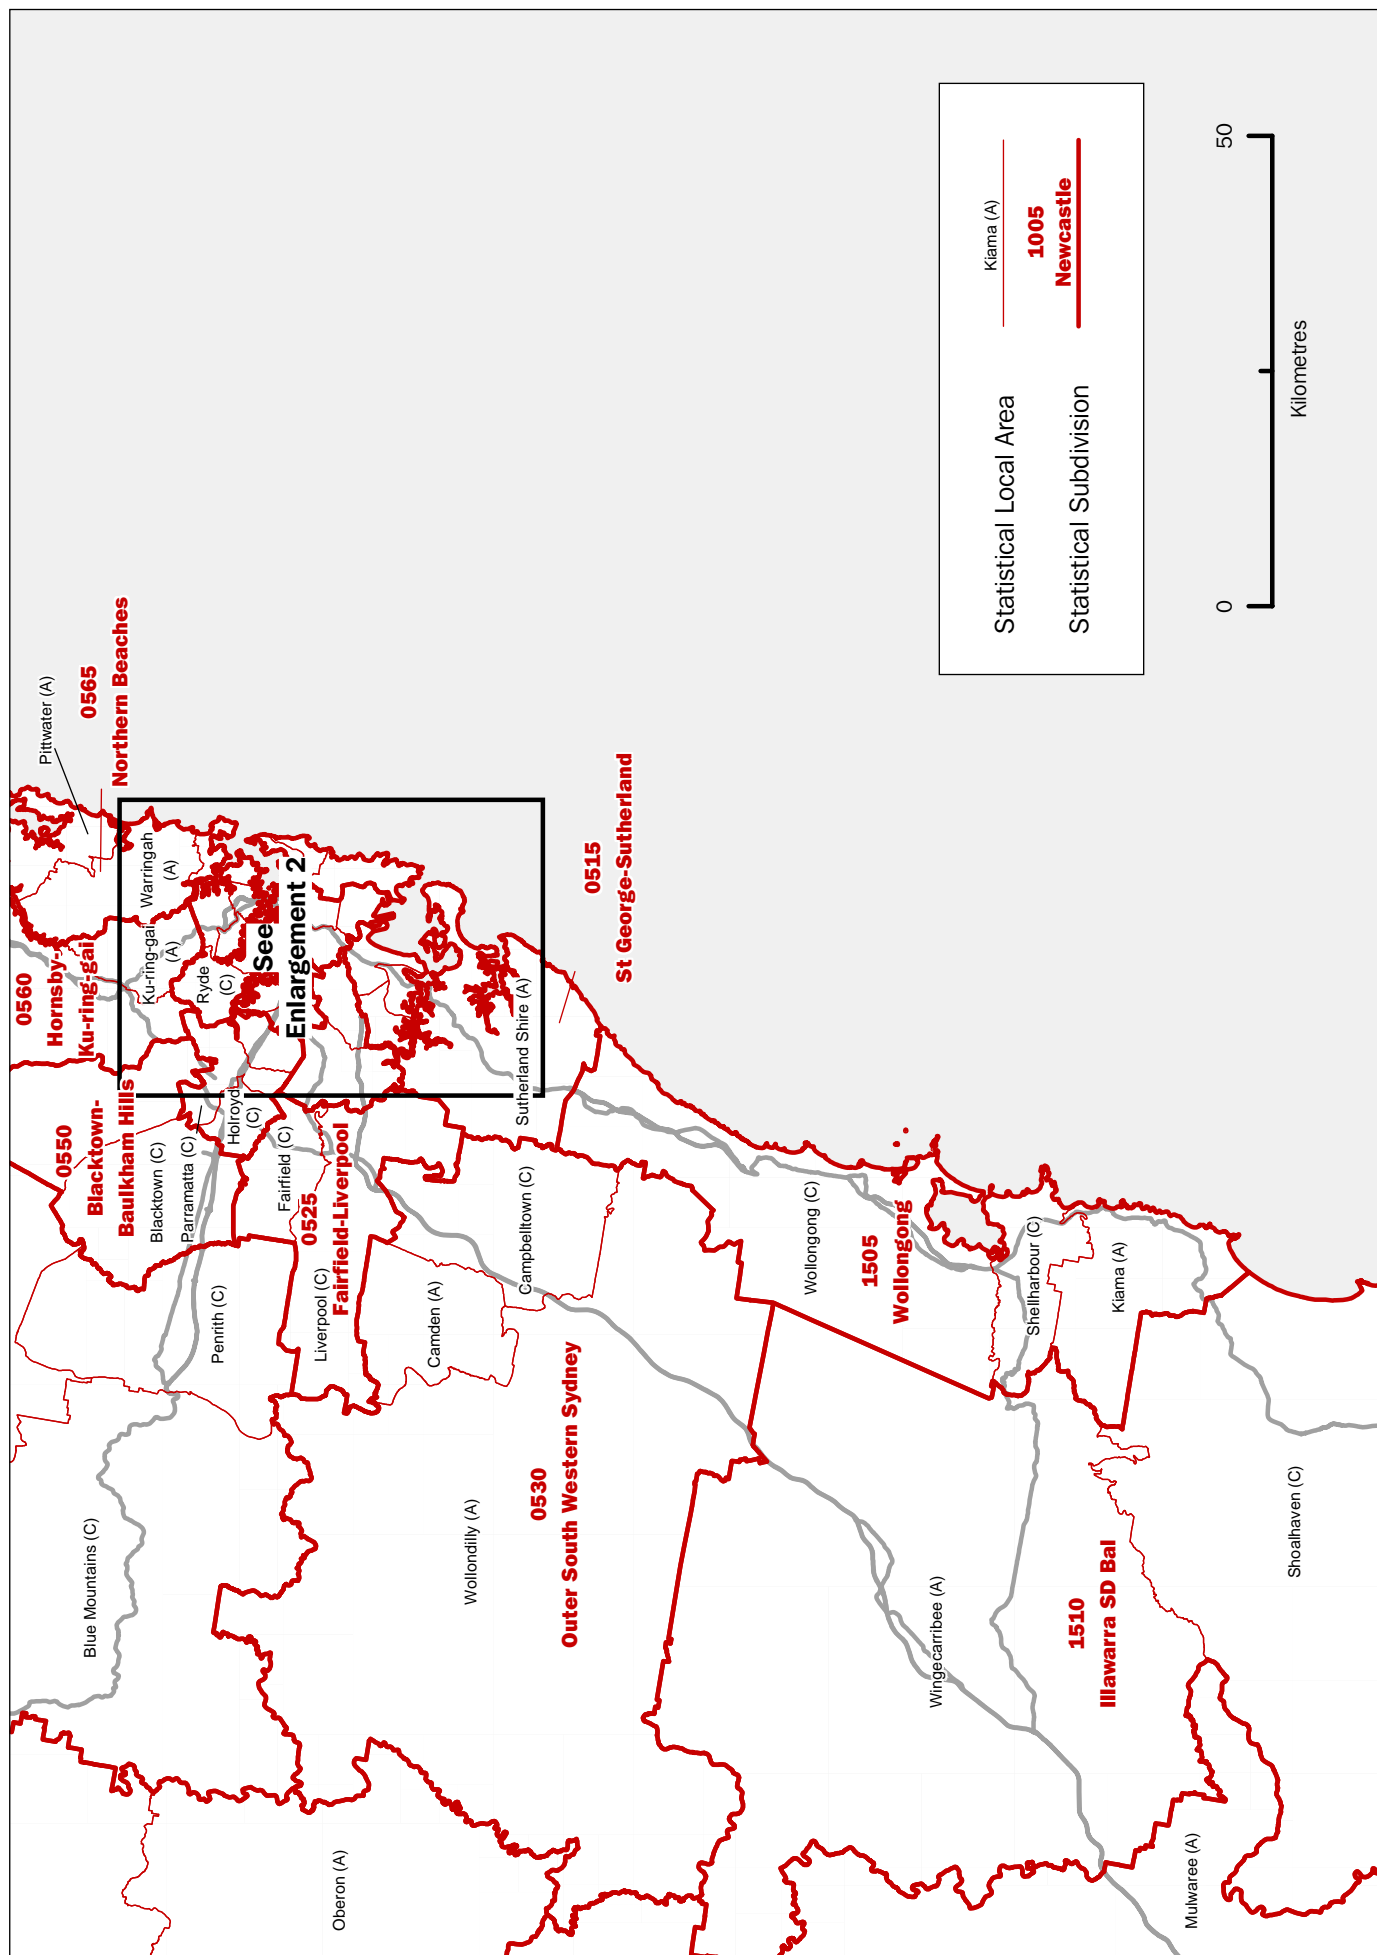 Pittwater (A)
0565
Northern Beaches
0560
Hornsby-
Ku-ring-gai
Warringah
(A)
Ku-ring-gai
(A)
Ryde
(C)
See
Enlargement 2
0550
Blacktown-
Baulkham Hills
Blacktown (C)
Parramatta (C)
Holroyd
(C)
Fairfield (C)
0525
Fairfield-Liverpool
Sutherland Shire (A)
0515
St George-Sutherland
Penrith (C)
Liverpool (C)
Camden (A)
Campbelltown (C)
Blue Mountains (C)
Wollondilly (A)
0530
Outer South Western Sydney
Wollongong (C)
1505
Wollongong
Shellharbour (C)
Kiama (A)
Oberon (A)
Wingecarribee (A)
1510
Illawarra SD Bal
Shoalhaven (C)
Mulwaree (A)
Statistical Local Area
Kiama (A)
Statistical Subdivision
1005
Newcastle
0
50
Kilometres